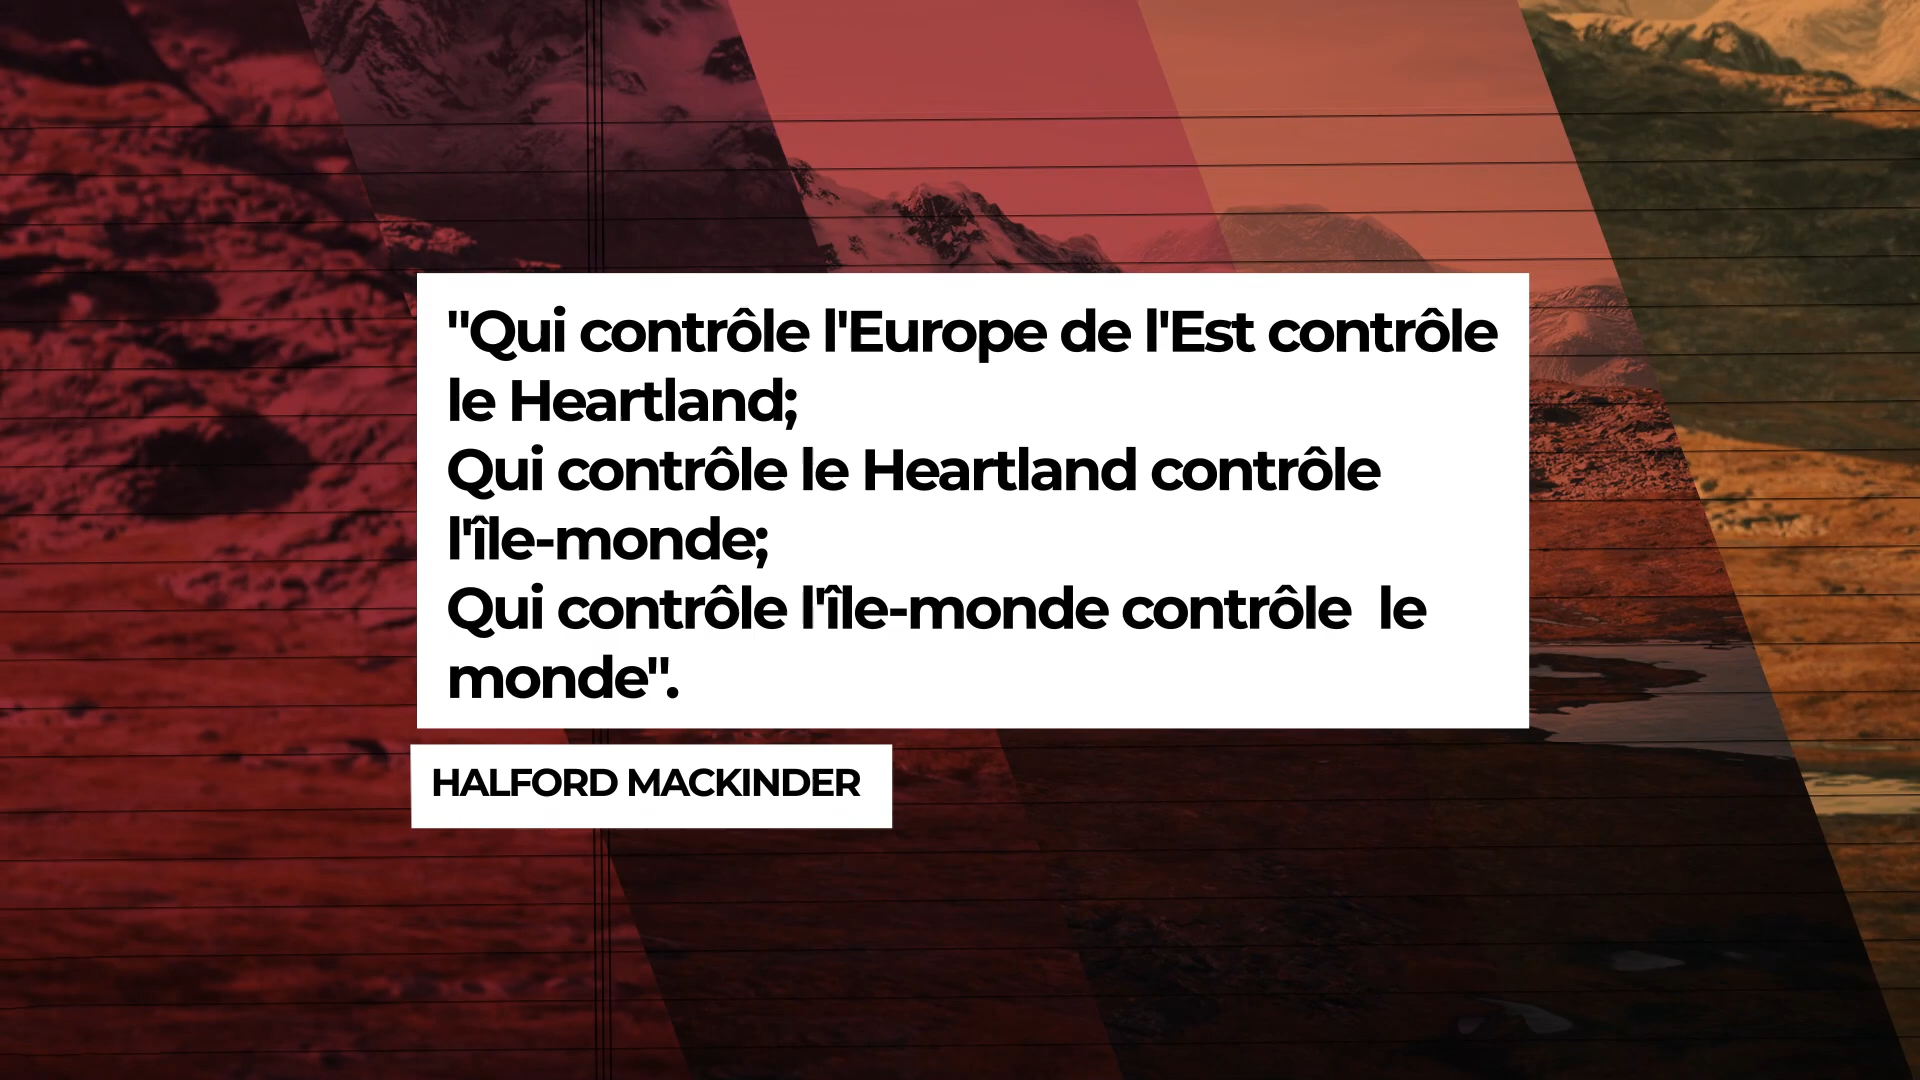 "Qui contrôle l'Europe de l'Est contrôle
le Heartland;
Qui contrôle le Heartland contrôle
l'île-monde;
Qui contrôle l'île-monde contrôle  le
monde".
HALFORD MACKINDER